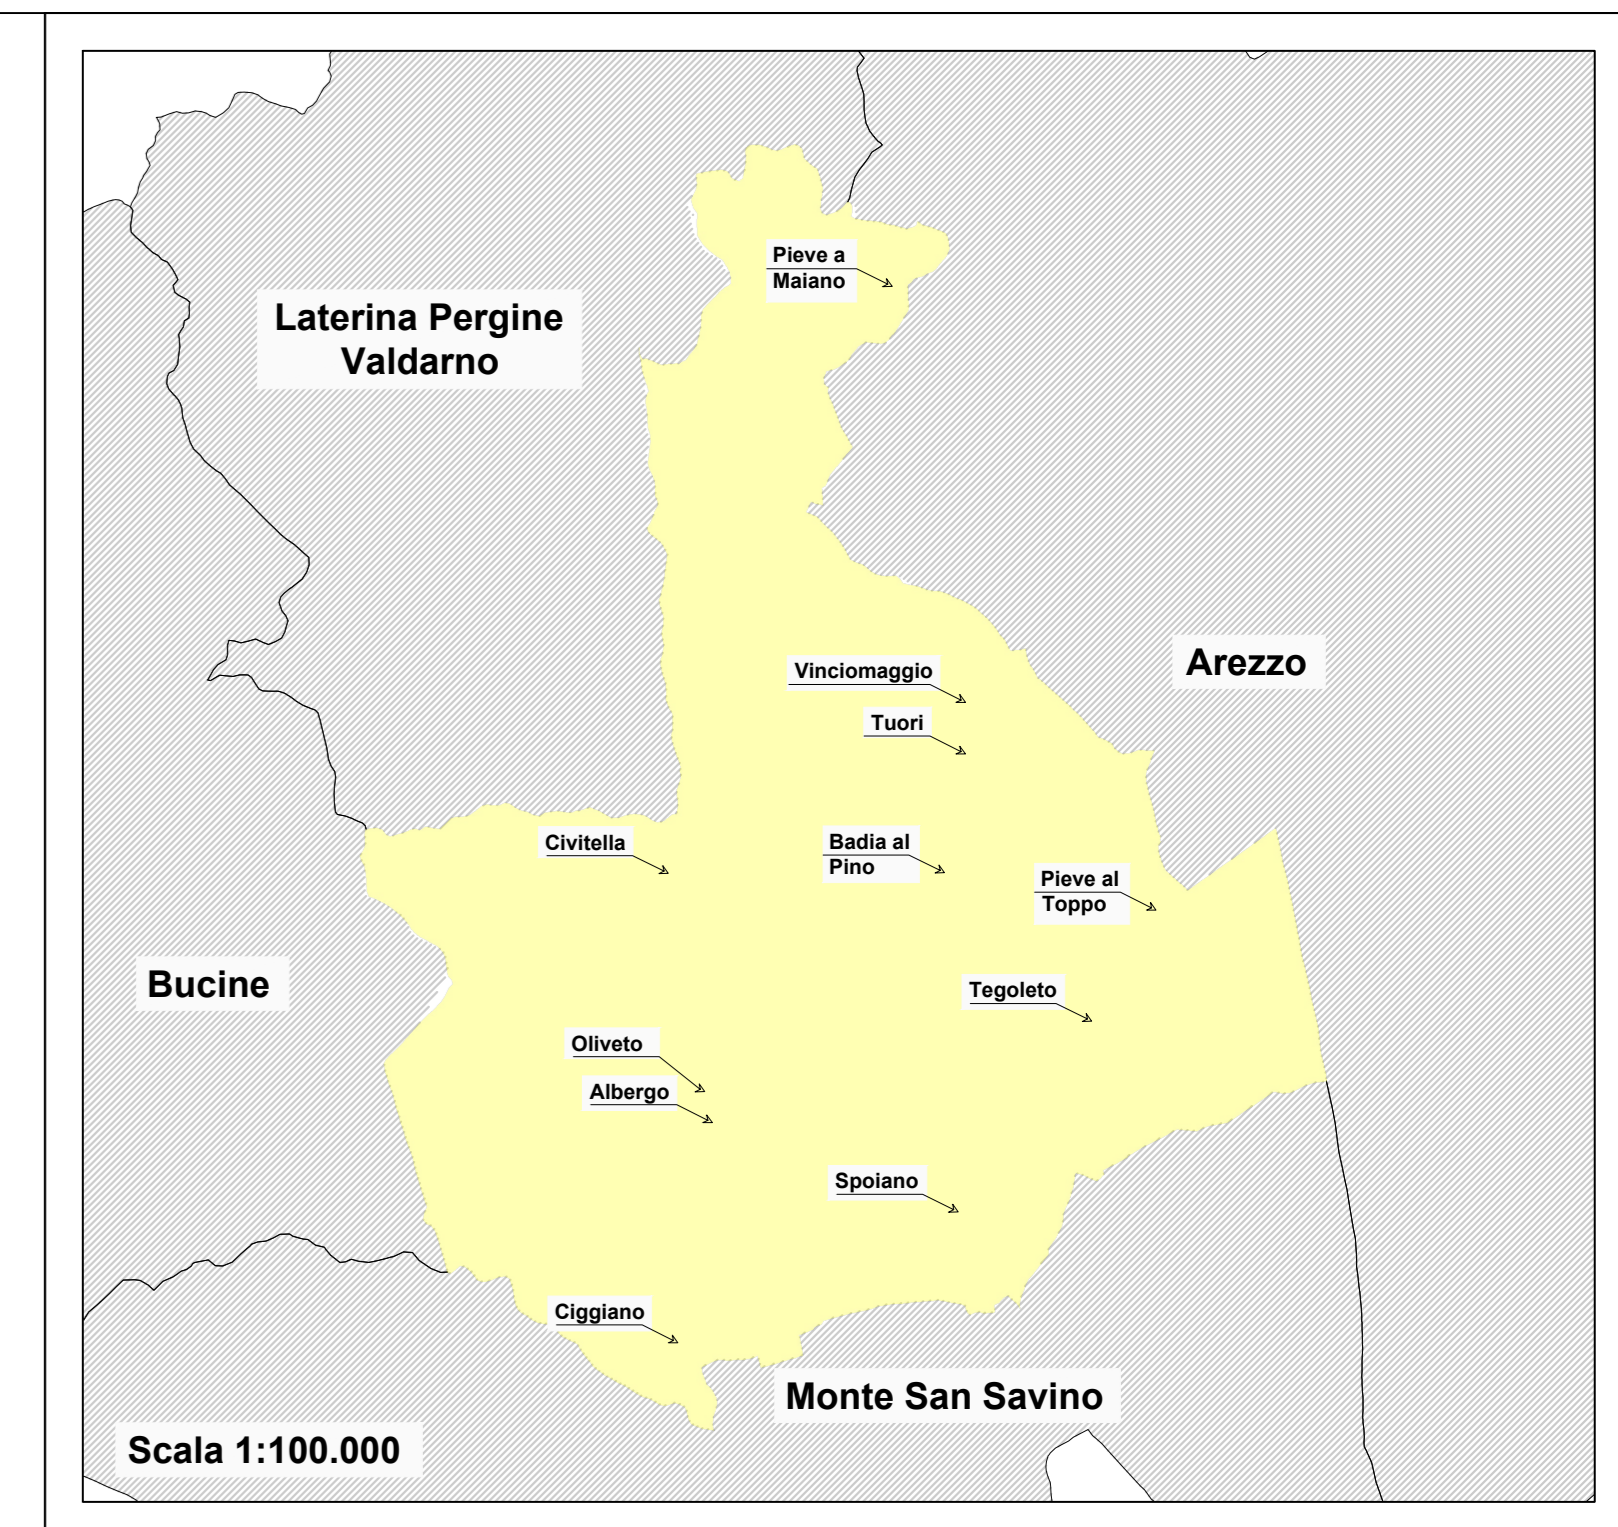 Pieve a
Maiano
Laterina Pergine
Valdarno
Arezzo
Vinciomaggio
Tuori
Civitella
Badia al
Pino
Pieve al
Toppo
Bucine
Tegoleto
Oliveto
Albergo
Spoiano
Ciggiano
Monte San Savino
Scala 1:100.000